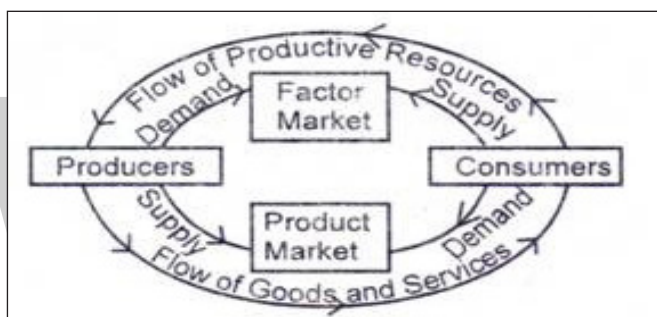 Flow of Productive Resources
Demand
Factor
Market
Supply
Producers
Consumers
Supply
Product
Market
Demand
Flow of Goods and Services